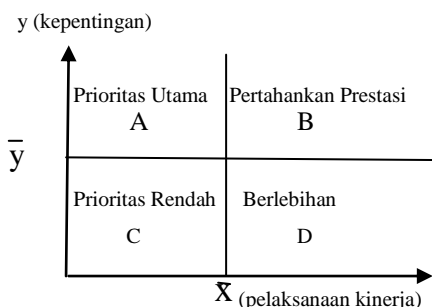 y (kepentingan)
Prioritas Utama
A
Pertahankan Prestasi
B
y̅
Prioritas Rendah
C
Berlebihan
D
x̅ (pelaksanaan kinerja)